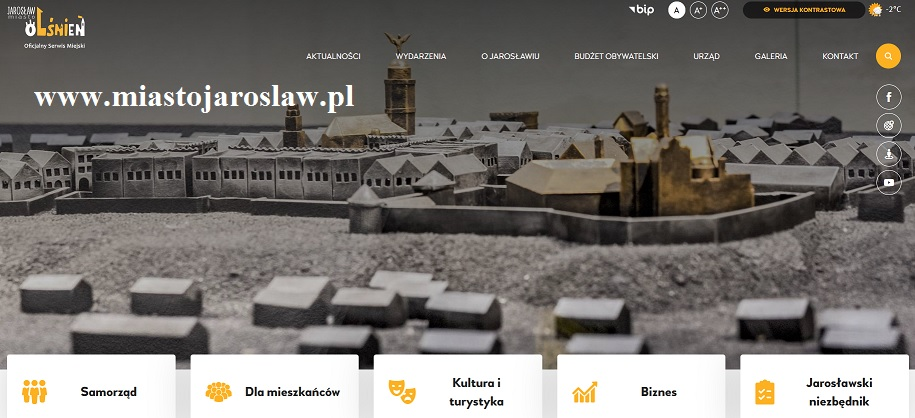 JAROSŁAW
miasto
OLŚNIEŃ
Oficjalny Serwis Miejski
bip
A
A+
A++
WERSJA KONTRASTOWA
-2°C
AKTUALNOŚCI
WYDARZENIA
O JAROSŁAWIU
BUDŻET OBYWATELSKI
URZĄD
GALERIA
KONTAKT
www.miastojaroslaw.pl
Samorząd
Dla mieszkańców
Kultura i
turystyka
Biznes
Jarosławski
niezbędnik